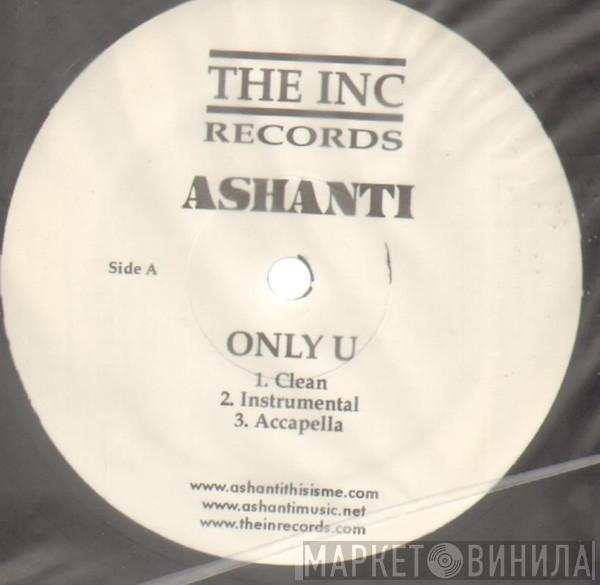 THE INC
RECORDS
ASHANTI
Side A
ONLY U
1. Clean
2. Instrumental
3. Accapella
www.ashantithisisme.com
www.ashantimusic.net
www.theinrecords.com
МАРКЕТ ВИНИЛА